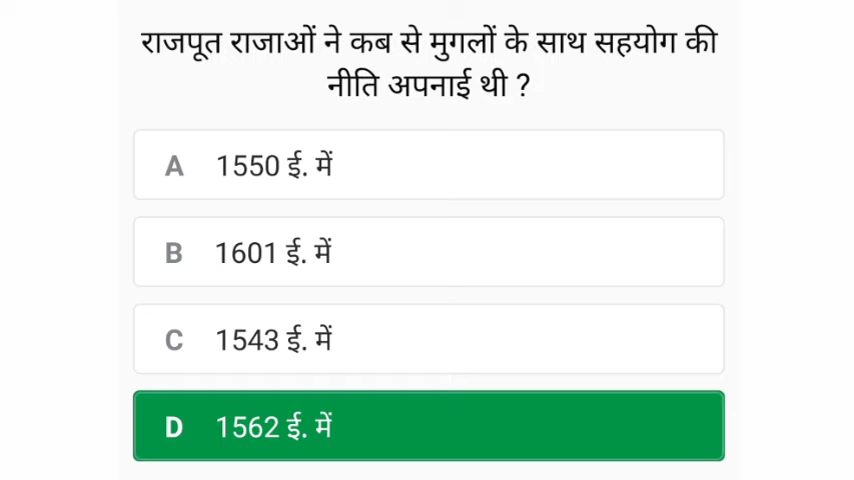 राजपूत राजाओं ने कब से मुगलों के साथ सहयोग की
नीति अपनाई थी ?
A 1550 ई. में
B 1601 ई. में
C 1543 ई. में
D 1562 ई. में